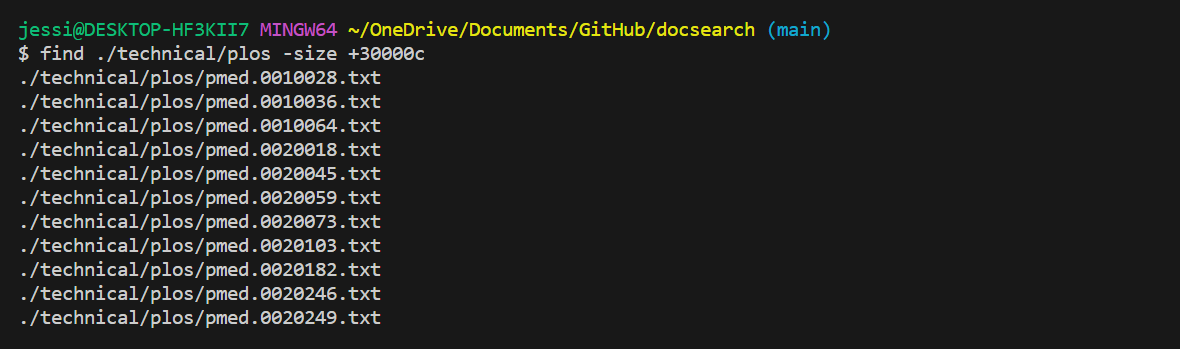 jessi@DESKTOP-HF3KII7 MINGW64 ~/OneDrive/Documents/GitHub/docsearch (main)
$ find ./technical/plos -size +30000c
./technical/plos/pmed.0010028.txt
./technical/plos/pmed.0010036.txt
./technical/plos/pmed.0010064.txt
./technical/plos/pmed.0020018.txt
./technical/plos/pmed.0020045.txt
./technical/plos/pmed.0020059.txt
./technical/plos/pmed.0020073.txt
./technical/plos/pmed.0020103.txt
./technical/plos/pmed.0020182.txt
./technical/plos/pmed.0020246.txt
./technical/plos/pmed.0020249.txt